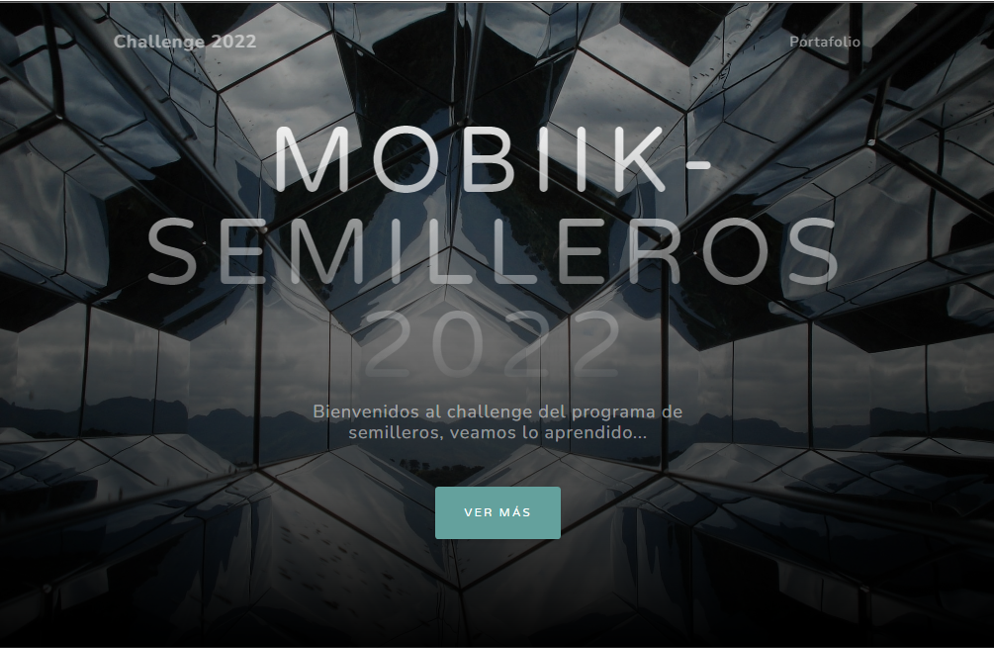 Challenge 2022
Portafolio
MOBIIK-
SEMILLEROS
2022
Bienvenidos al challenge del programa de
semilleros, veamos lo aprendido...
VER MÁS